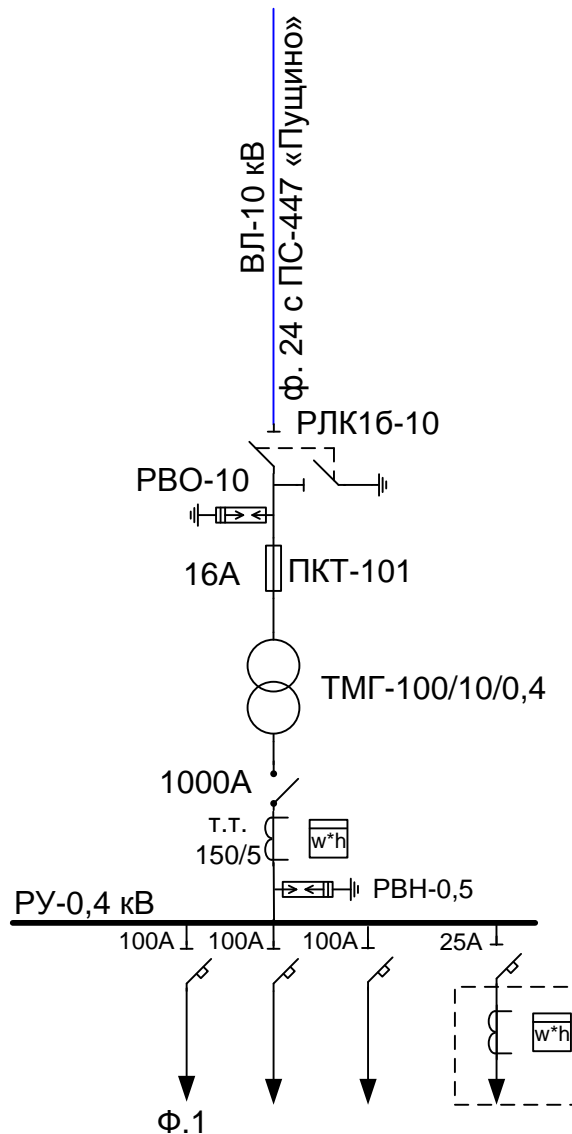 ВЛ-10 кВ
ф. 24 с ПС-447 «Пущино»
РЛК1б-10
РВО-10
16А
ПКТ-101
ТМГ-100/10/0,4
1000А
т.т.
150/5
w*h
РВН-0,5
РУ-0,4 кВ
100А
100А
100А
25А
w*h
Ф.1